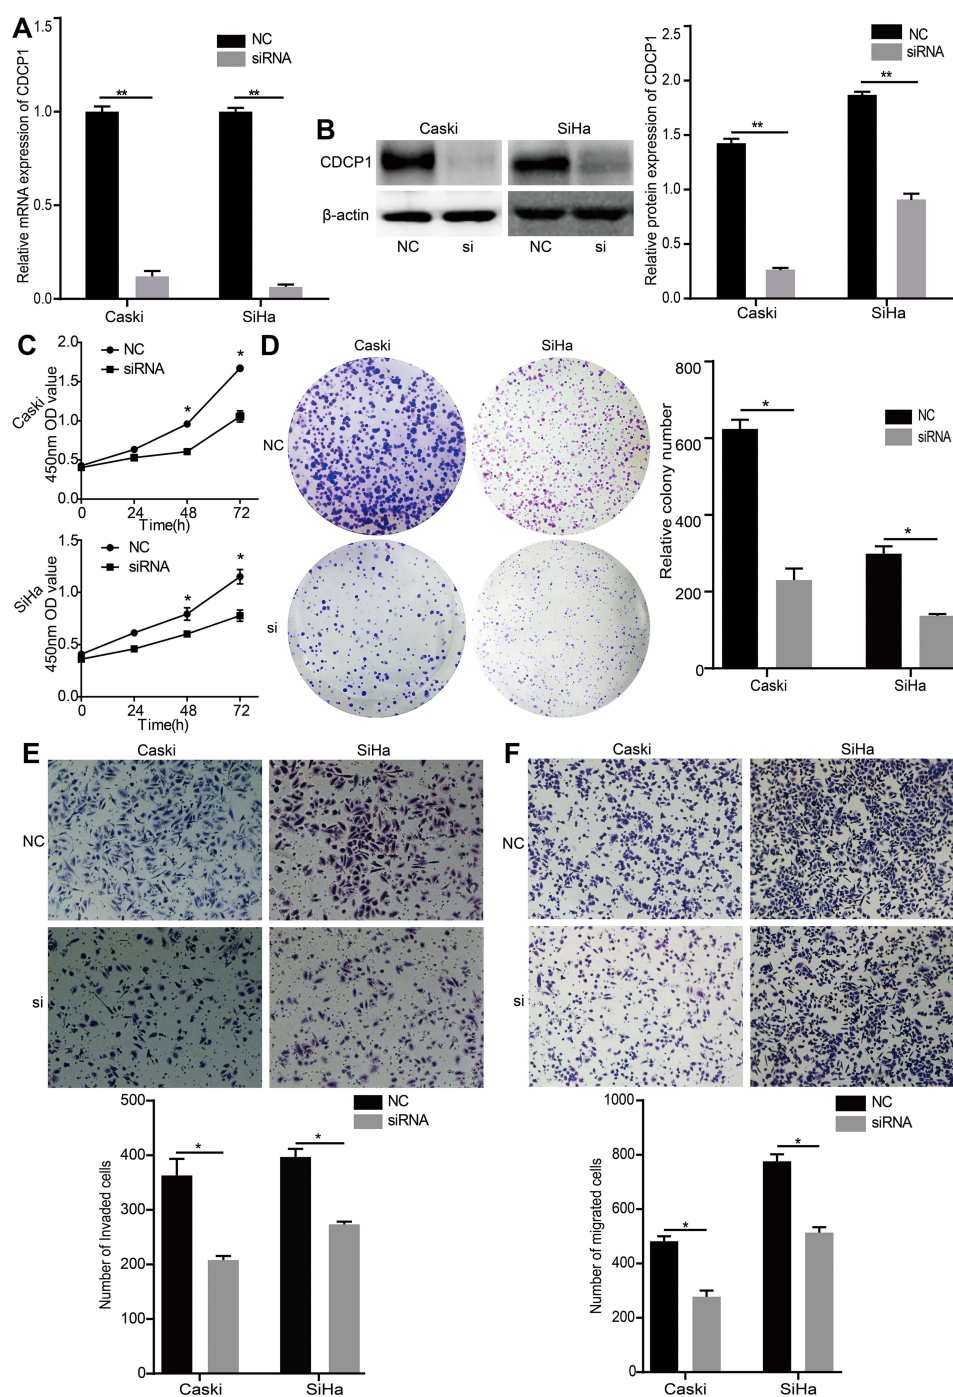 A
Relative mRNA expression of CDCP1
1.5
1.0
0.5
0.0
NC
siRNA
**
**
Caski
SiHa
B
Caski
SiHa
CDCP1
β-actin
NC
si
NC
si
Relative protein expression of CDCP1
2.5
2.0
1.5
1.0
0.5
0.0
NC
siRNA
**
**
Caski
SiHa
C
Caski
450nm OD value
2.0
1.5
1.0
0.5
0.0
NC
siRNA
*
*
0
24
48
72
Time(h)
SiHa
450nm OD value
1.5
1.0
0.5
0.0
NC
siRNA
*
*
0
24
48
72
Time(h)
D
Caski
SiHa
NC
si
Relative colony number
800
600
400
200
0
NC
siRNA
*
*
Caski
SiHa
E
Caski
SiHa
NC
si
Number of Invaded cells
500
400
300
200
100
0
NC
siRNA
*
*
Caski
SiHa
F
Caski
SiHa
NC
si
Number of migrated cells
1000
800
600
400
200
0
NC
siRNA
*
*
Caski
SiHa